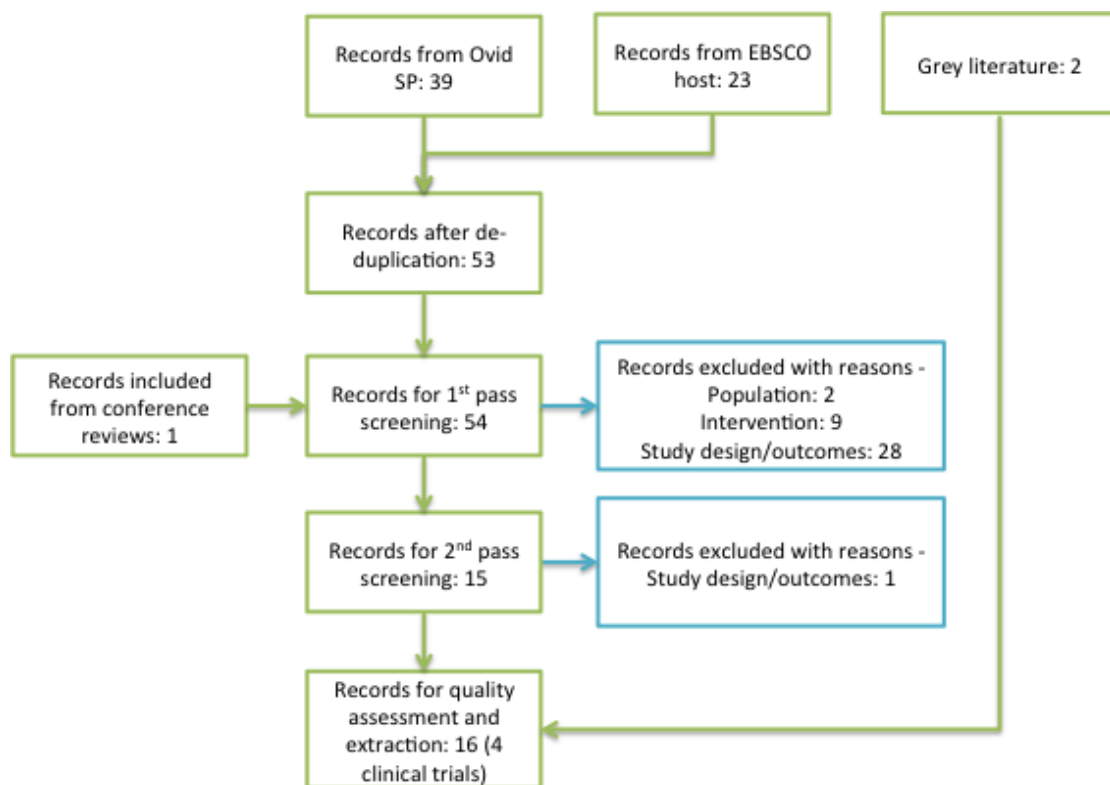 Records from Ovid
SP: 39
Records from EBSCO
host: 23
Grey literature: 2
Records after de-
duplication: 53
Records included
from conference
reviews: 1
Records for 1st pass
screening: 54
Records excluded with reasons -
Population: 2
Intervention: 9
Study design/outcomes: 28
Records for 2nd pass
screening: 15
Records excluded with reasons -
Study design/outcomes: 1
Records for quality
assessment and
extraction: 16 (4
clinical trials)